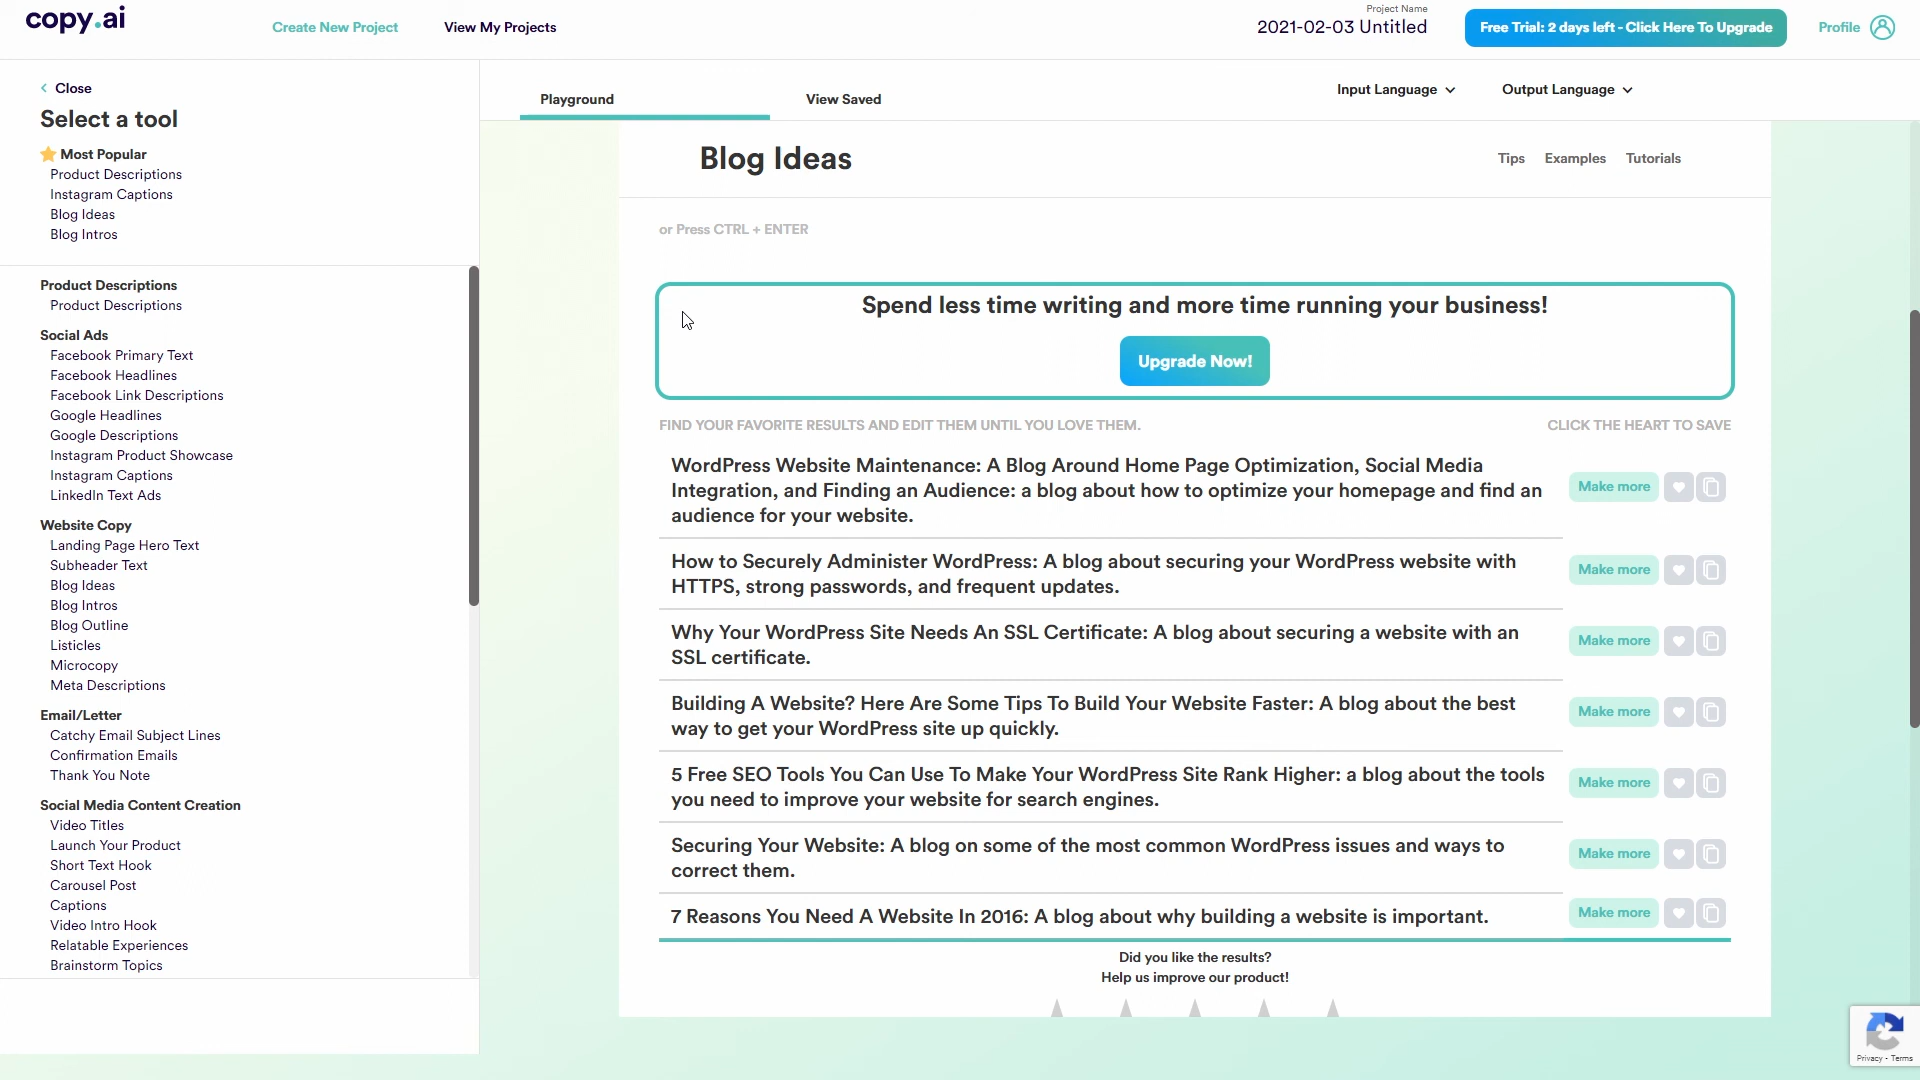 copy.ai
Create New Project
View My Projects
Project Name
2021-02-03 Untitled
Free Trial: 2 days left - Click Here To Upgrade
Profile
Close
Select a tool
Most Popular
Product Descriptions
Instagram Captions
Blog Ideas
Blog Intros
Product Descriptions
Product Descriptions
Social Ads
Facebook Primary Text
Facebook Headlines
Facebook Link Descriptions
Google Headlines
Google Descriptions
Instagram Product Showcase
Instagram Captions
LinkedIn Text Ads
Website Copy
Landing Page Hero Text
Subheader Text
Blog Ideas
Blog Intros
Blog Outline
Listicles
Microcopy
Meta Descriptions
Email/Letter
Catchy Email Subject Lines
Confirmation Emails
Thank You Note
Social Media Content Creation
Video Titles
Launch Your Product
Short Text Hook
Carousel Post
Captions
Video Intro Hook
Relatable Experiences
Brainstorm Topics
Playground
View Saved
Input Language
Output Language
Blog Ideas
Tips
Examples
Tutorials
or Press CTRL + ENTER
Spend less time writing and more time running your business!
Upgrade Now!
FIND YOUR FAVORITE RESULTS AND EDIT THEM UNTIL YOU LOVE THEM.
CLICK THE HEART TO SAVE
WordPress Website Maintenance: A Blog Around Home Page Optimization, Social Media
Integration, and Finding an Audience: a blog about how to optimize your homepage and find an
audience for your website.
Make more
How to Securely Administer WordPress: A blog about securing your WordPress website with
HTTPS, strong passwords, and frequent updates.
Make more
Why Your WordPress Site Needs An SSL Certificate: A blog about securing a website with an
SSL certificate.
Make more
Building A Website? Here Are Some Tips To Build Your Website Faster: A blog about the best
way to get your WordPress site up quickly.
Make more
5 Free SEO Tools You Can Use To Make Your WordPress Site Rank Higher: a blog about the tools
you need to improve your website for search engines.
Make more
Securing Your Website: A blog on some of the most common WordPress issues and ways to
correct them.
Make more
7 Reasons You Need A Website In 2016: A blog about why building a website is important.
Make more
Did you like the results?
Help us improve our product!
Privacy - Terms